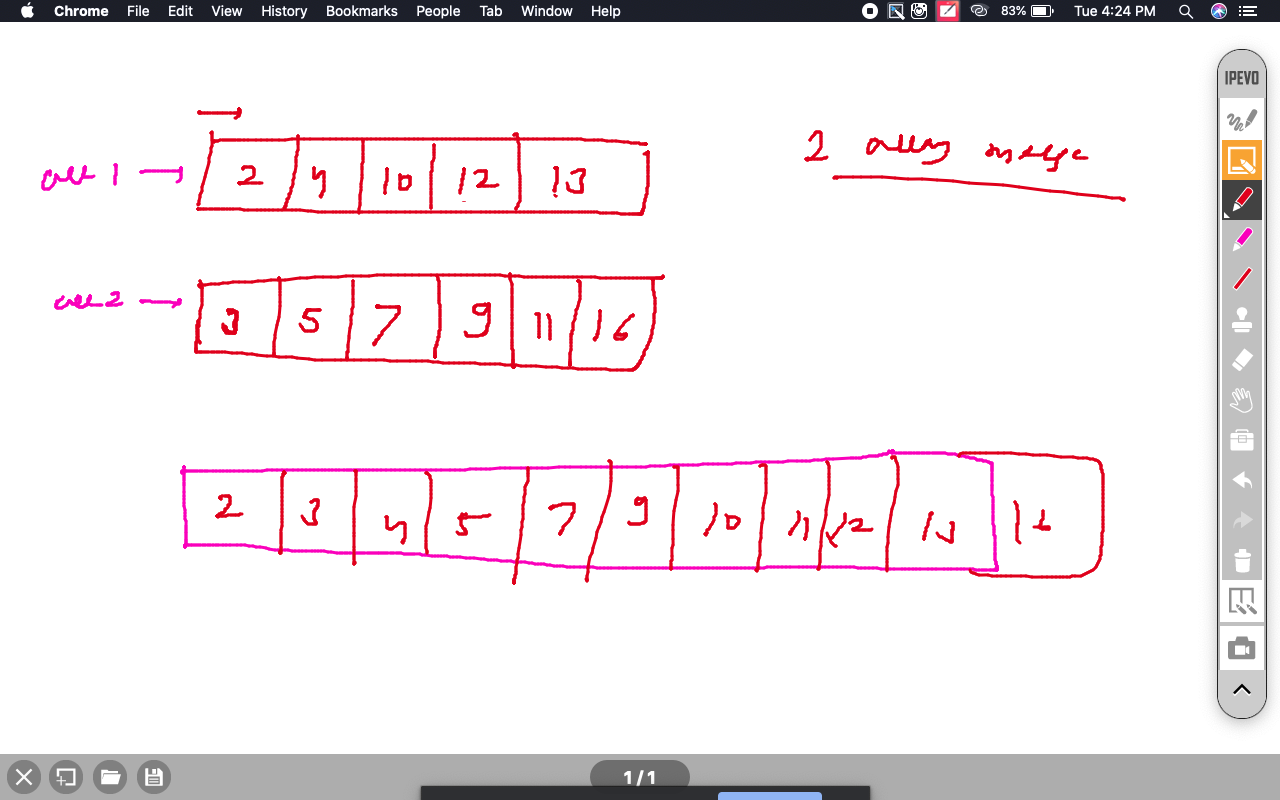 Chrome File Edit View History Bookmarks People Tab Window Help 83% Tue 4:24 PM
IPEVO
2 array merge
arr 1 → 2 4 10 12 13
arr 2 → 3 5 7 9 11 16
2 3 4 5 7 9 10 11 12 13 16
1/1